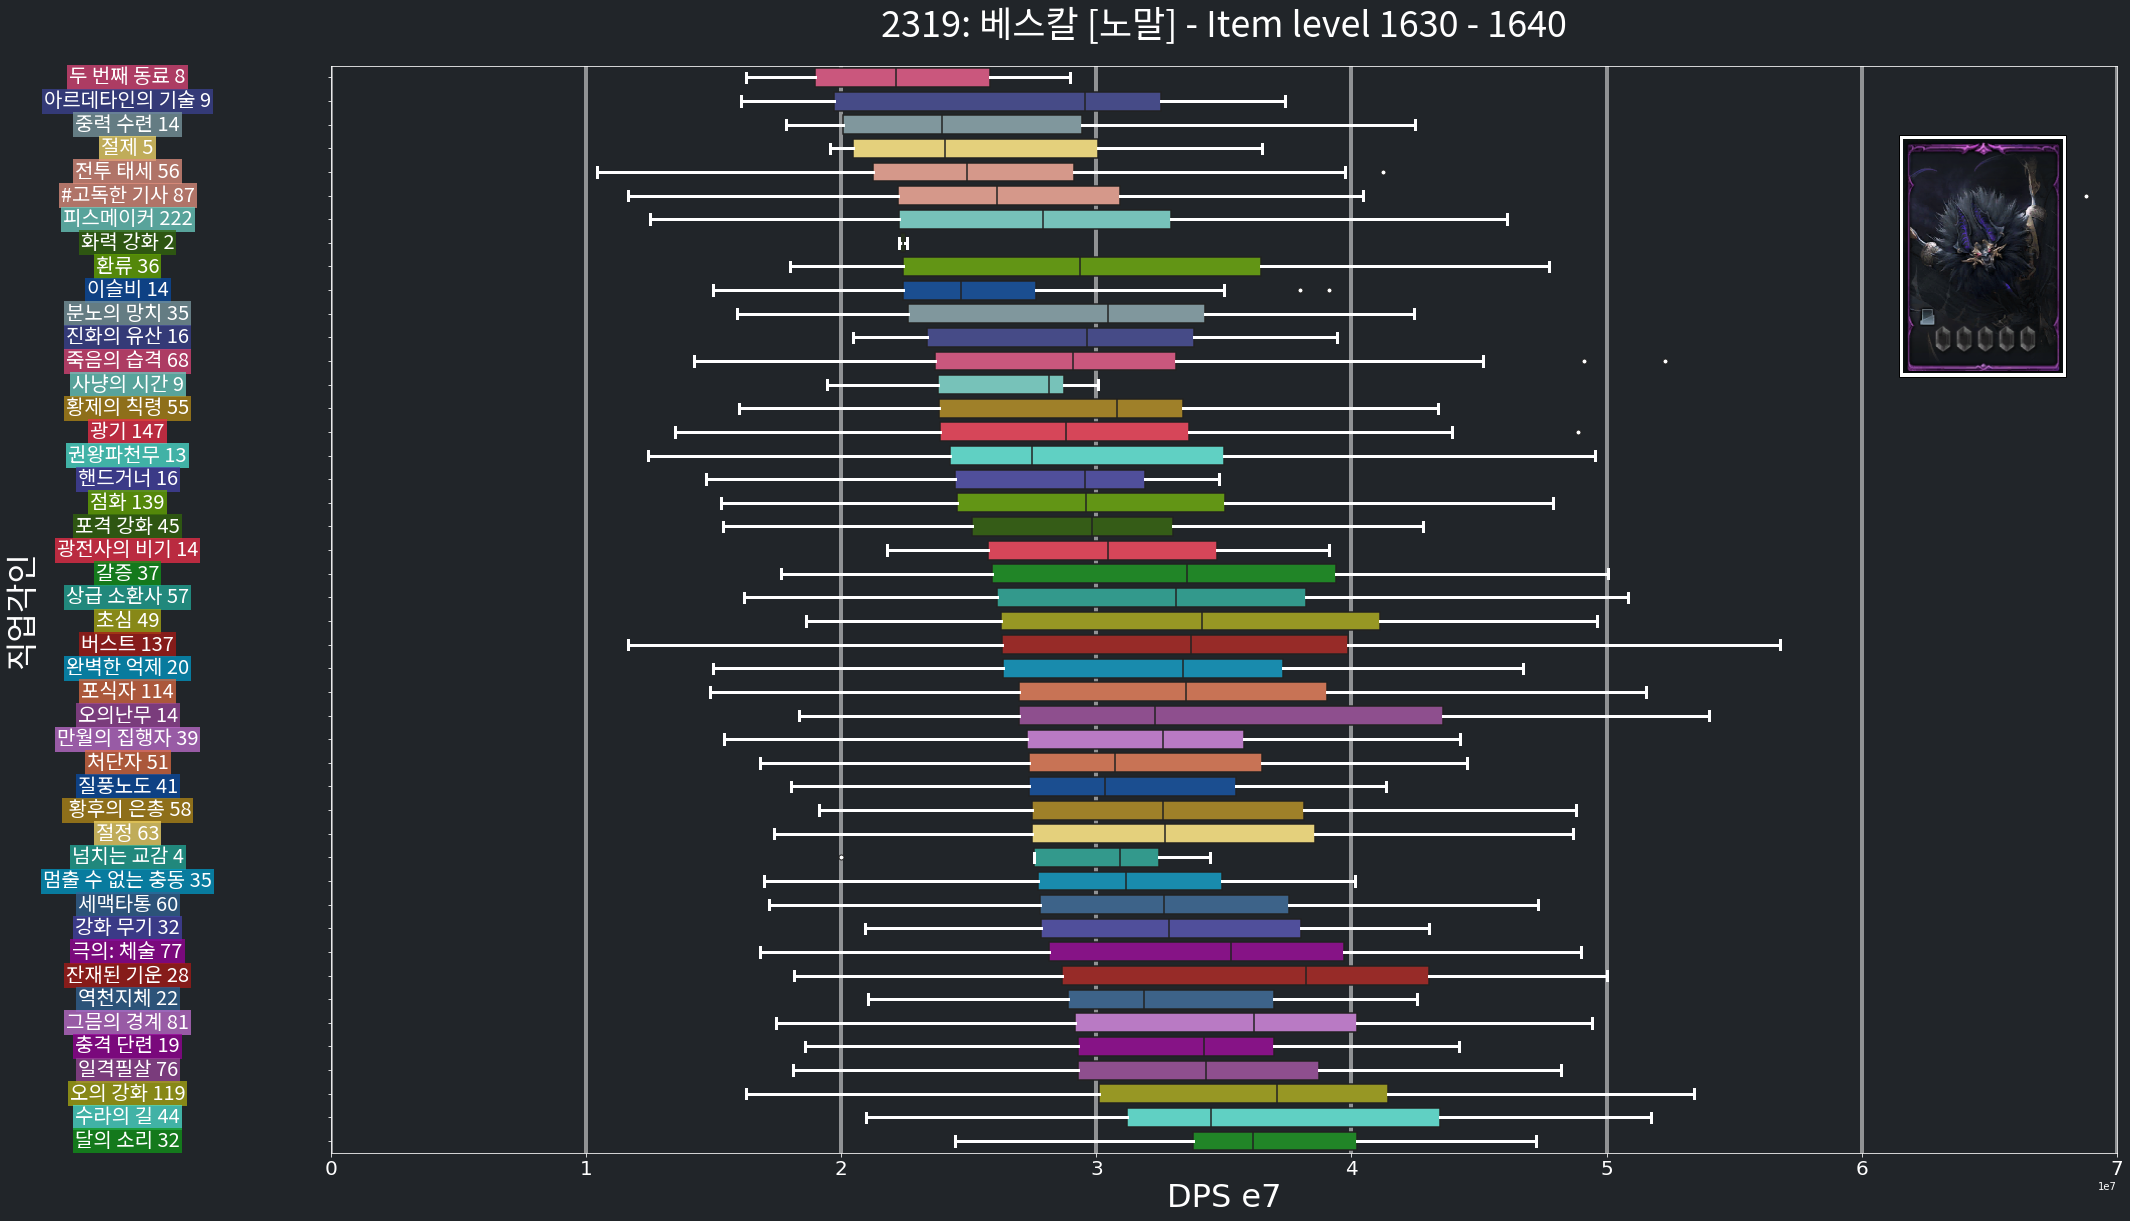 2319: 베스칼 [노말] - Item level 1630 - 1640
두 번째 동료 8
아르데타인의 기술 9
중력 수련 14
절제 5
전투 태세 56
#고독한 기사 87
피스메이커 222
화력 강화 2
환류 36
이슬비 14
분노의 망치 35
진화의 유산 16
죽음의 습격 68
사냥의 시간 9
황제의 칙령 55
광기 147
권왕파천무 13
핸드거너 16
점화 139
포격 강화 45
광전사의 비기 14
갈증 37
상급 소환사 57
초심 49
버스트 137
완벽한 억제 20
포식자 114
오의난무 14
만월의 집행자 39
처단자 51
질풍노도 41
황후의 은총 58
절정 63
넘치는 교감 4
멈출 수 없는 충동 35
세맥타통 60
강화 무기 32
극의: 체술 77
잔재된 기운 28
역천지체 22
그믐의 경계 81
충격 단련 19
일격필살 76
오의 강화 119
수라의 길 44
달의 소리 32
직업각인
0 1 2 3 4 5 6 7
1e7
DPS e7